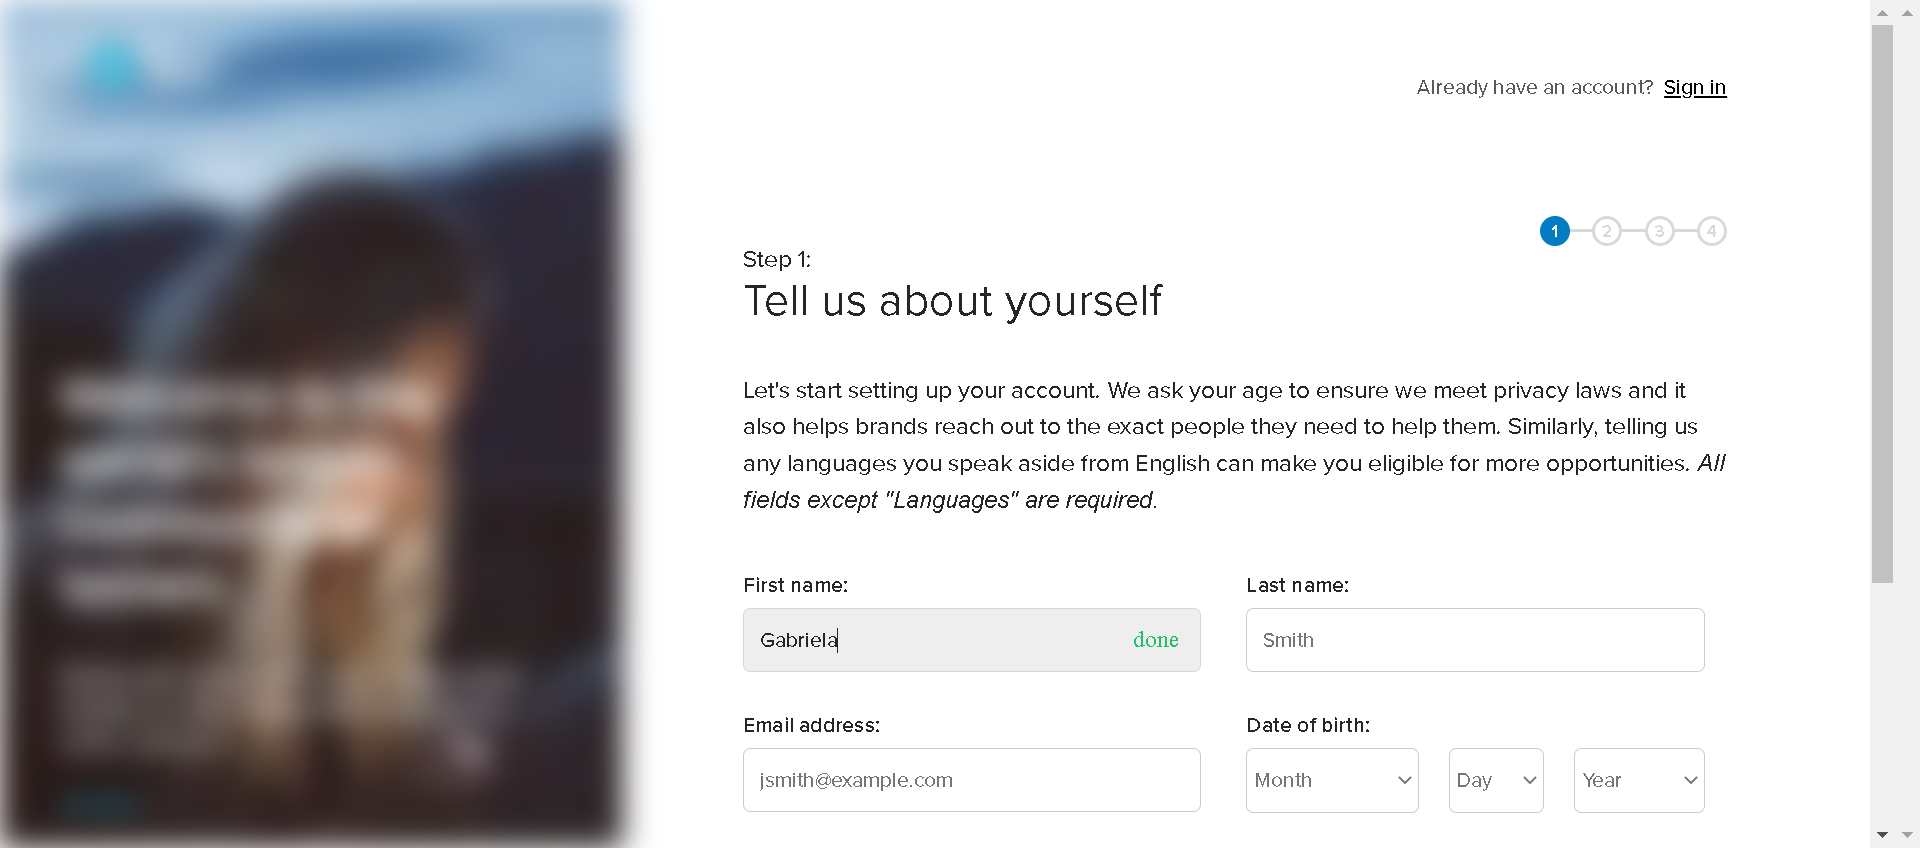 Already have an account? Sign in
1 2 3 4
Step 1:
Tell us about yourself
Let's start setting up your account. We ask your age to ensure we meet privacy laws and it
also helps brands reach out to the exact people they need to help them. Similarly, telling us
any languages you speak aside from English can make you eligible for more opportunities. All
fields except "Languages" are required.
First name: Last name:
Gabriela done Smith
Email address: Date of birth:
jsmith@example.com Month Day Year